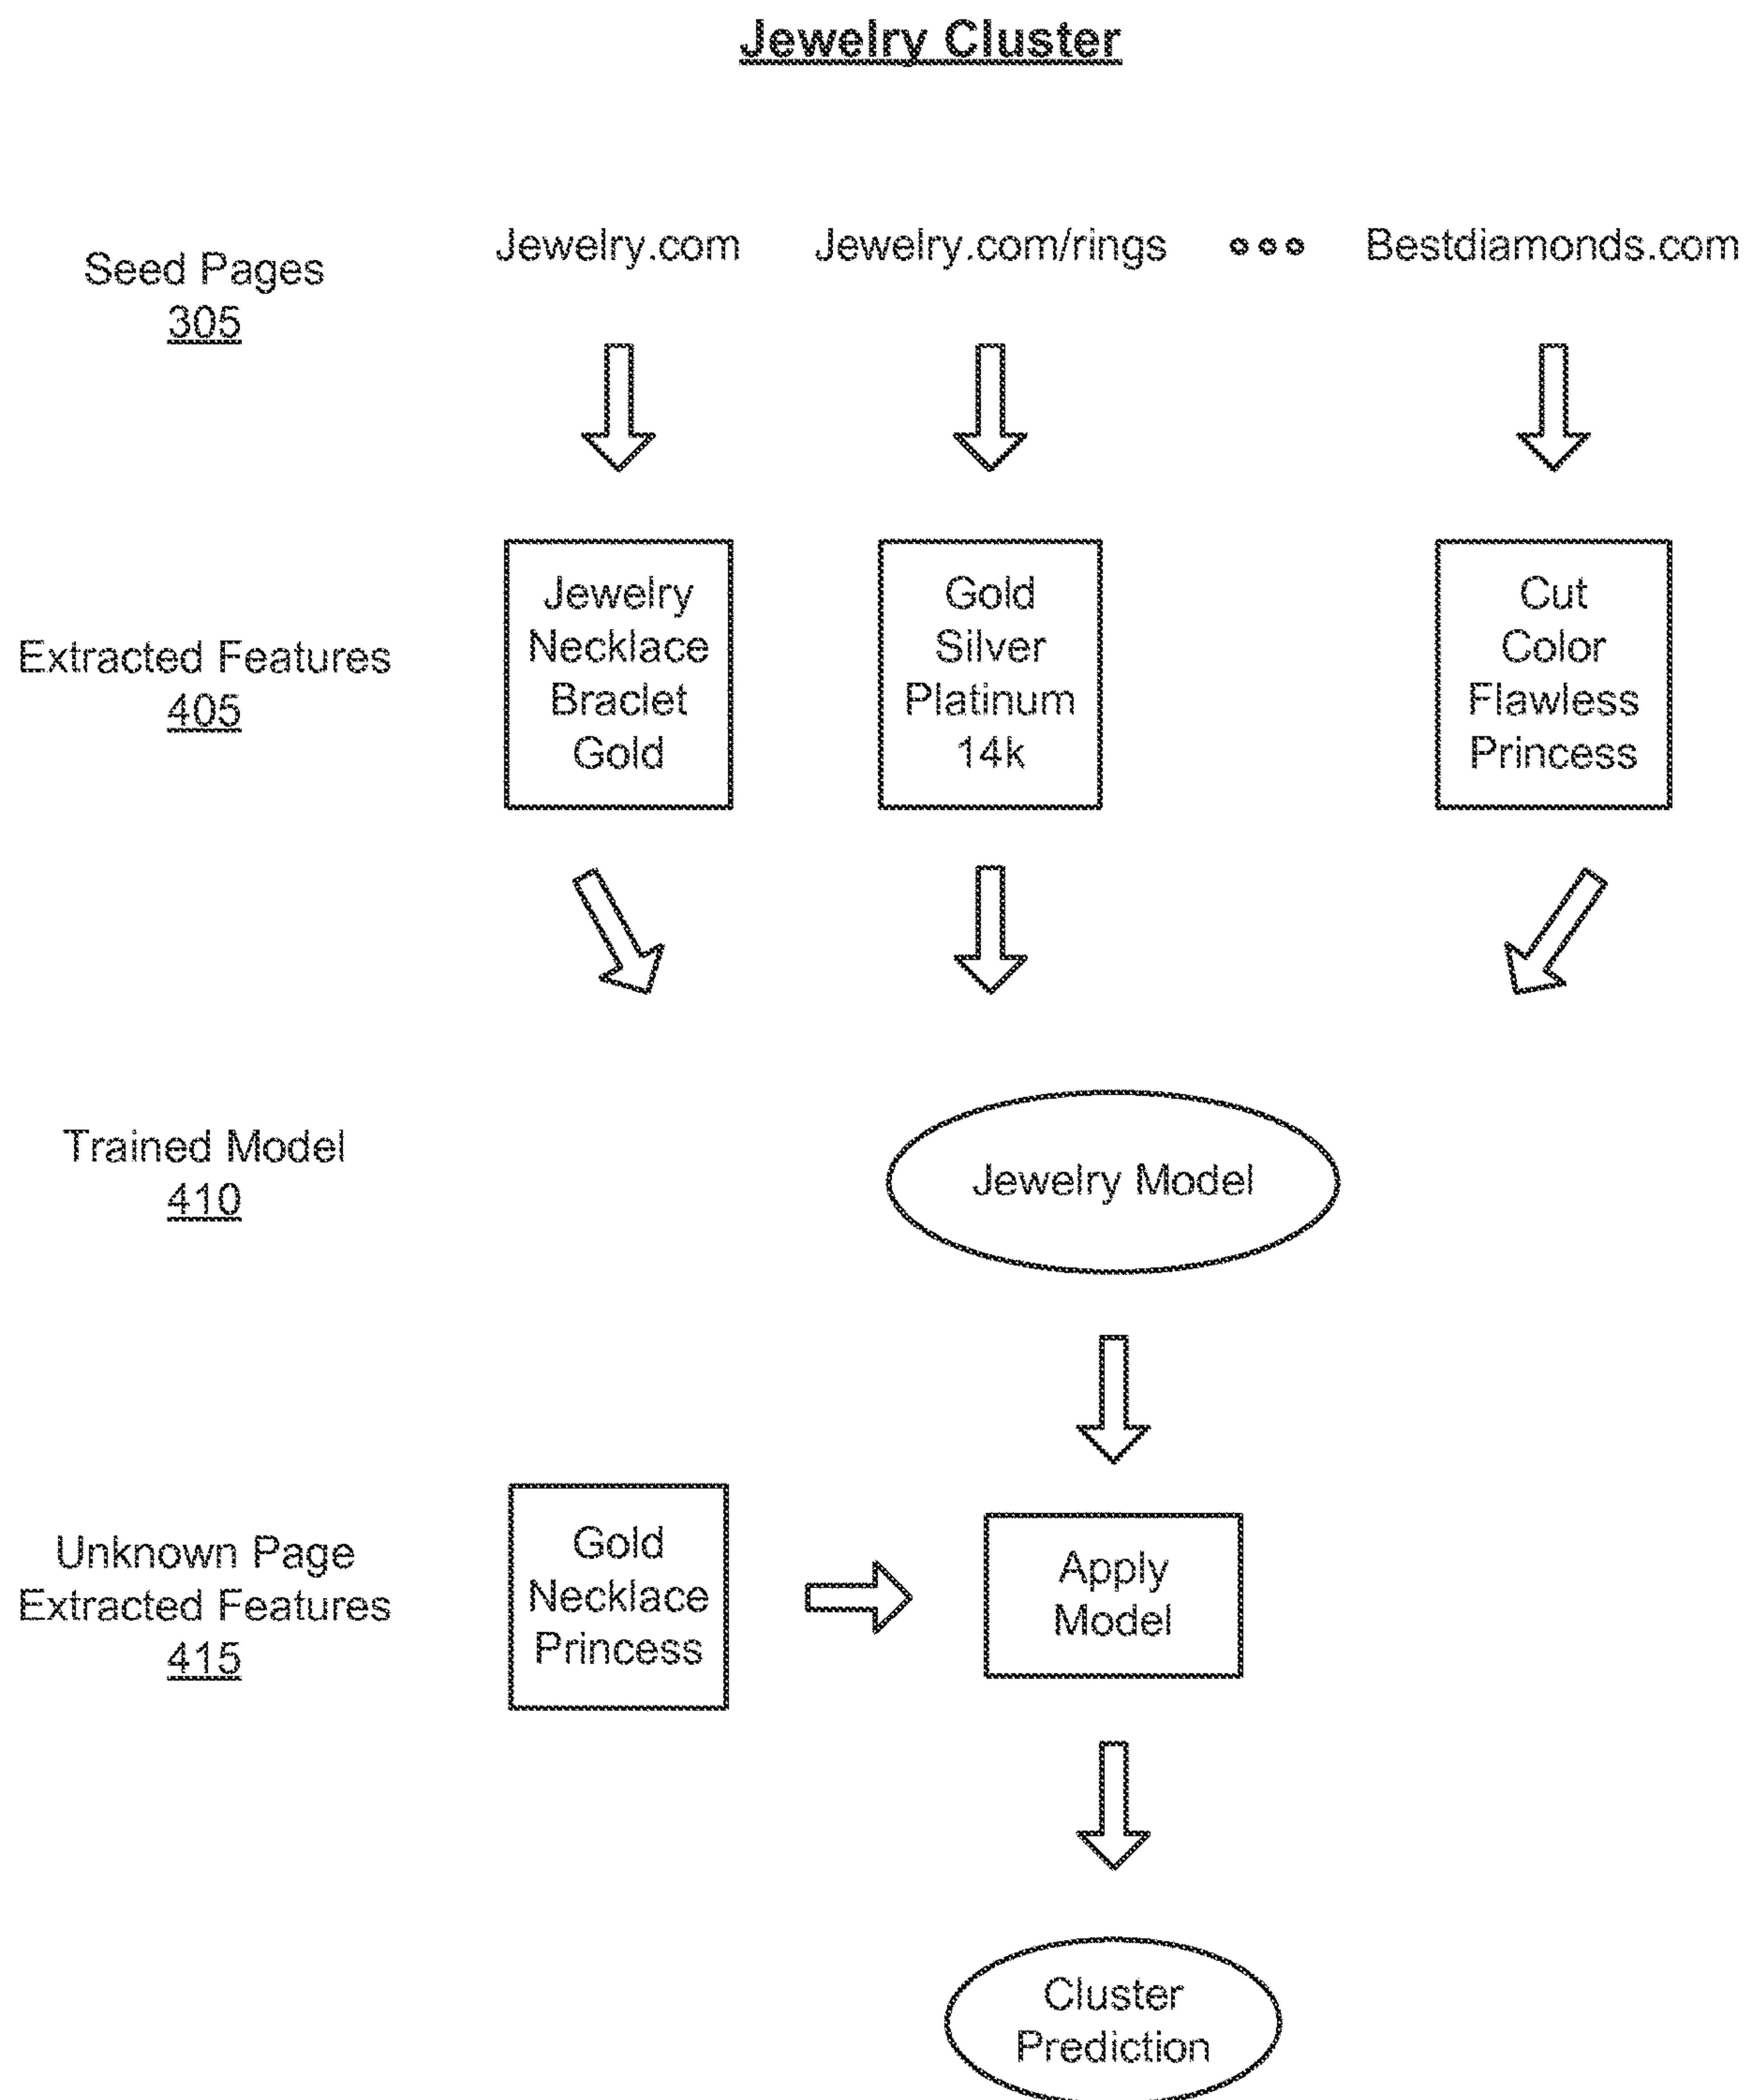 Jewelry Cluster
Seed Pages
305
Jewelry.com
Jewelry.com/rings
Bestdiamonds.com
Extracted Features
405
Jewelry
Necklace
Braclet
Gold
Gold
Silver
Platinum
14k
Cut
Color
Flawless
Princess
Trained Model
410
Jewelry Model
Unknown Page
Extracted Features
415
Gold
Necklace
Princess
Apply
Model
Cluster
Prediction